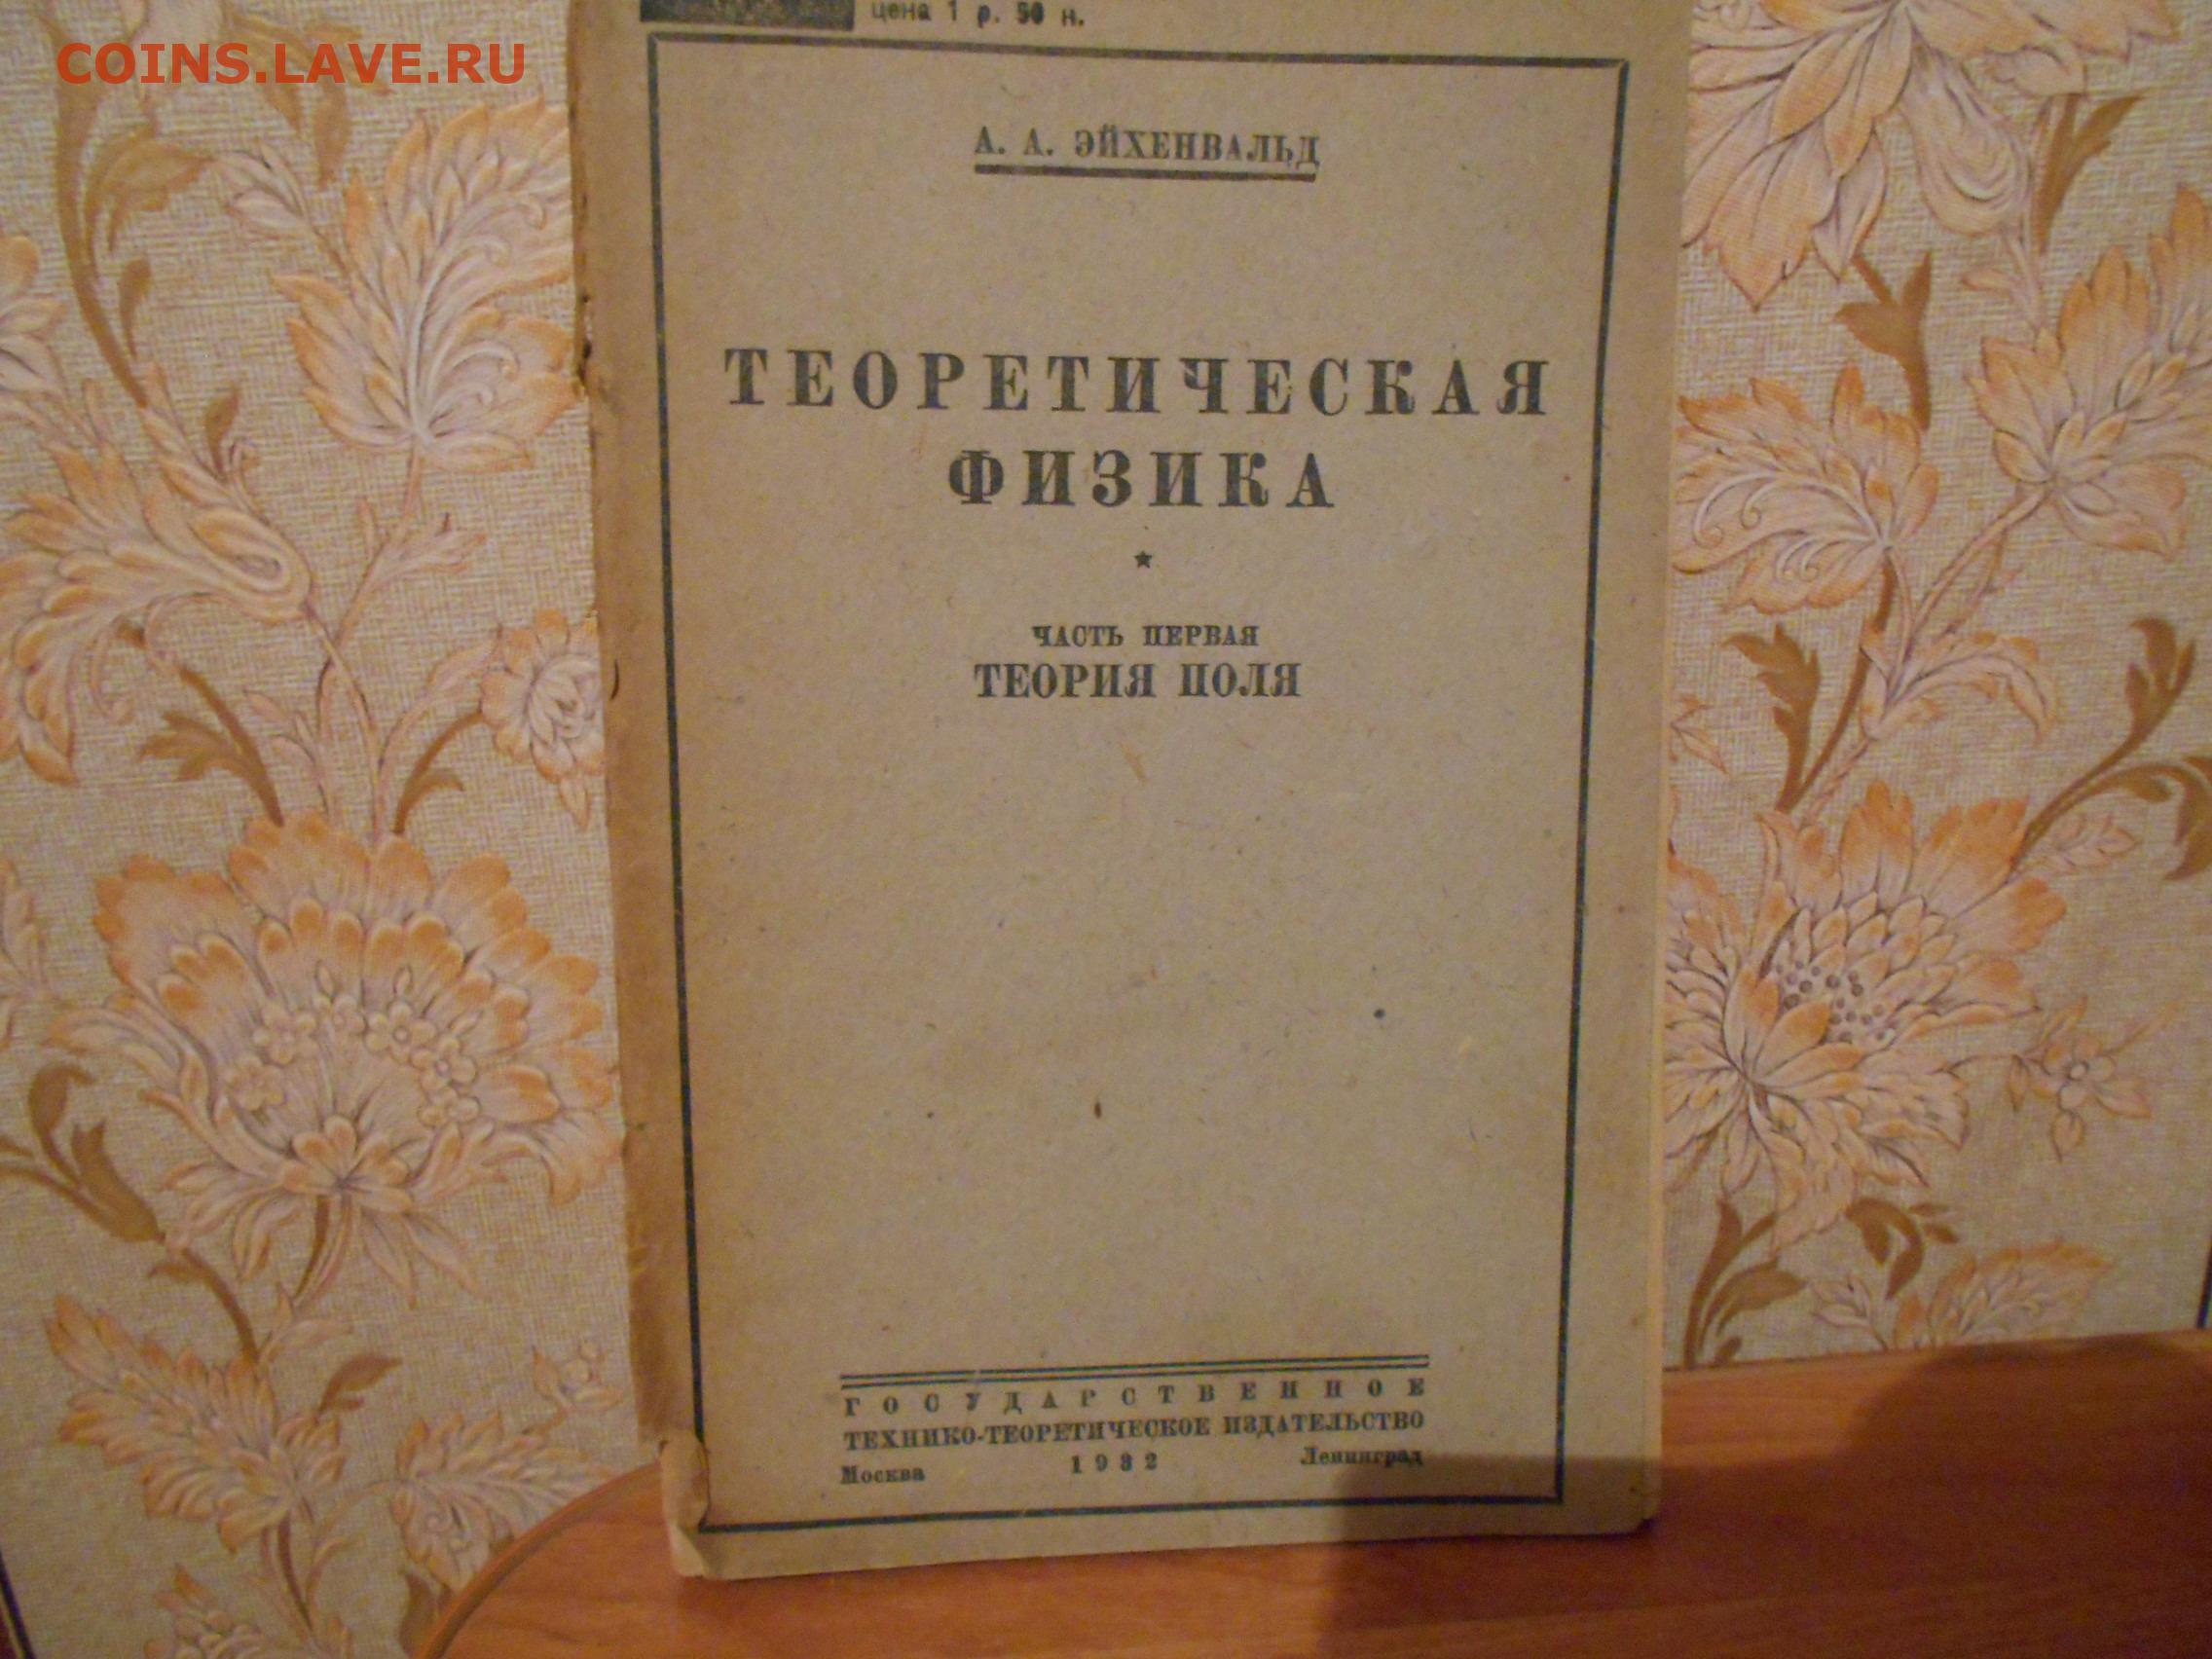 COINS.LAVE.RU
цена 1 р. 50 н.
А. А. ЭЙХЕНВАЛЬД
ТЕОРЕТИЧЕСКАЯ
ФИЗИКА
ЧАСТЬ ПЕРВАЯ
ТЕОРИЯ ПОЛЯ
ГОСУДАРСТВЕННОЕ
ТЕХНИКО-ТЕОРЕТИЧЕСКОЕ ИЗДАТЕЛЬСТВО
Москва 1932 Ленинград